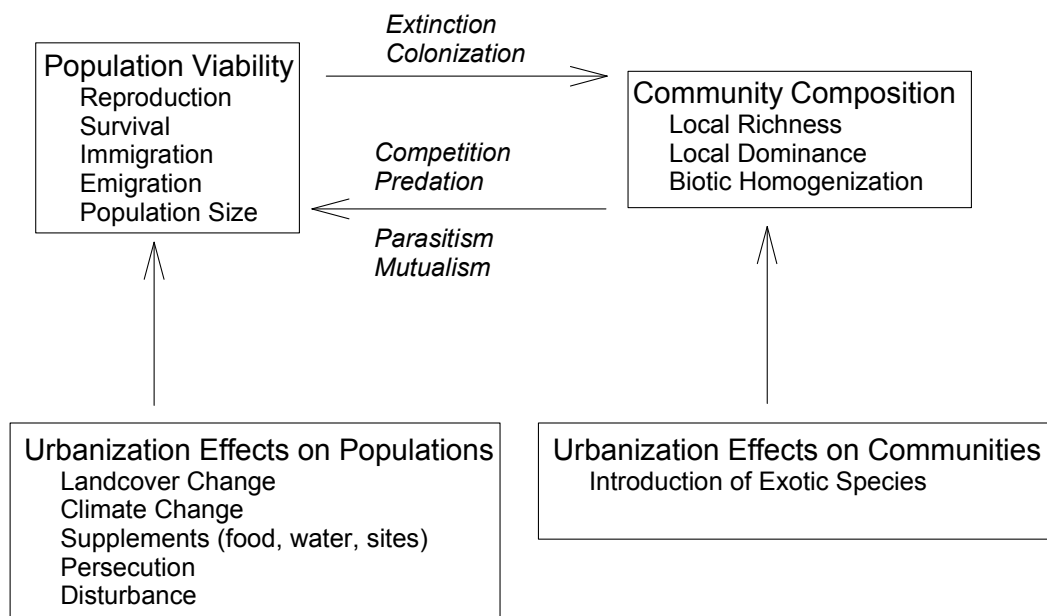 Extinction
Colonization
Population Viability
Reproduction
Survival
Immigration
Emigration
Population Size
Community Composition
Local Richness
Local Dominance
Biotic Homogenization
Competition
Predation
Parasitism
Mutualism
Urbanization Effects on Populations
Landcover Change
Climate Change
Supplements (food, water, sites)
Persecution
Disturbance
Urbanization Effects on Communities
Introduction of Exotic Species